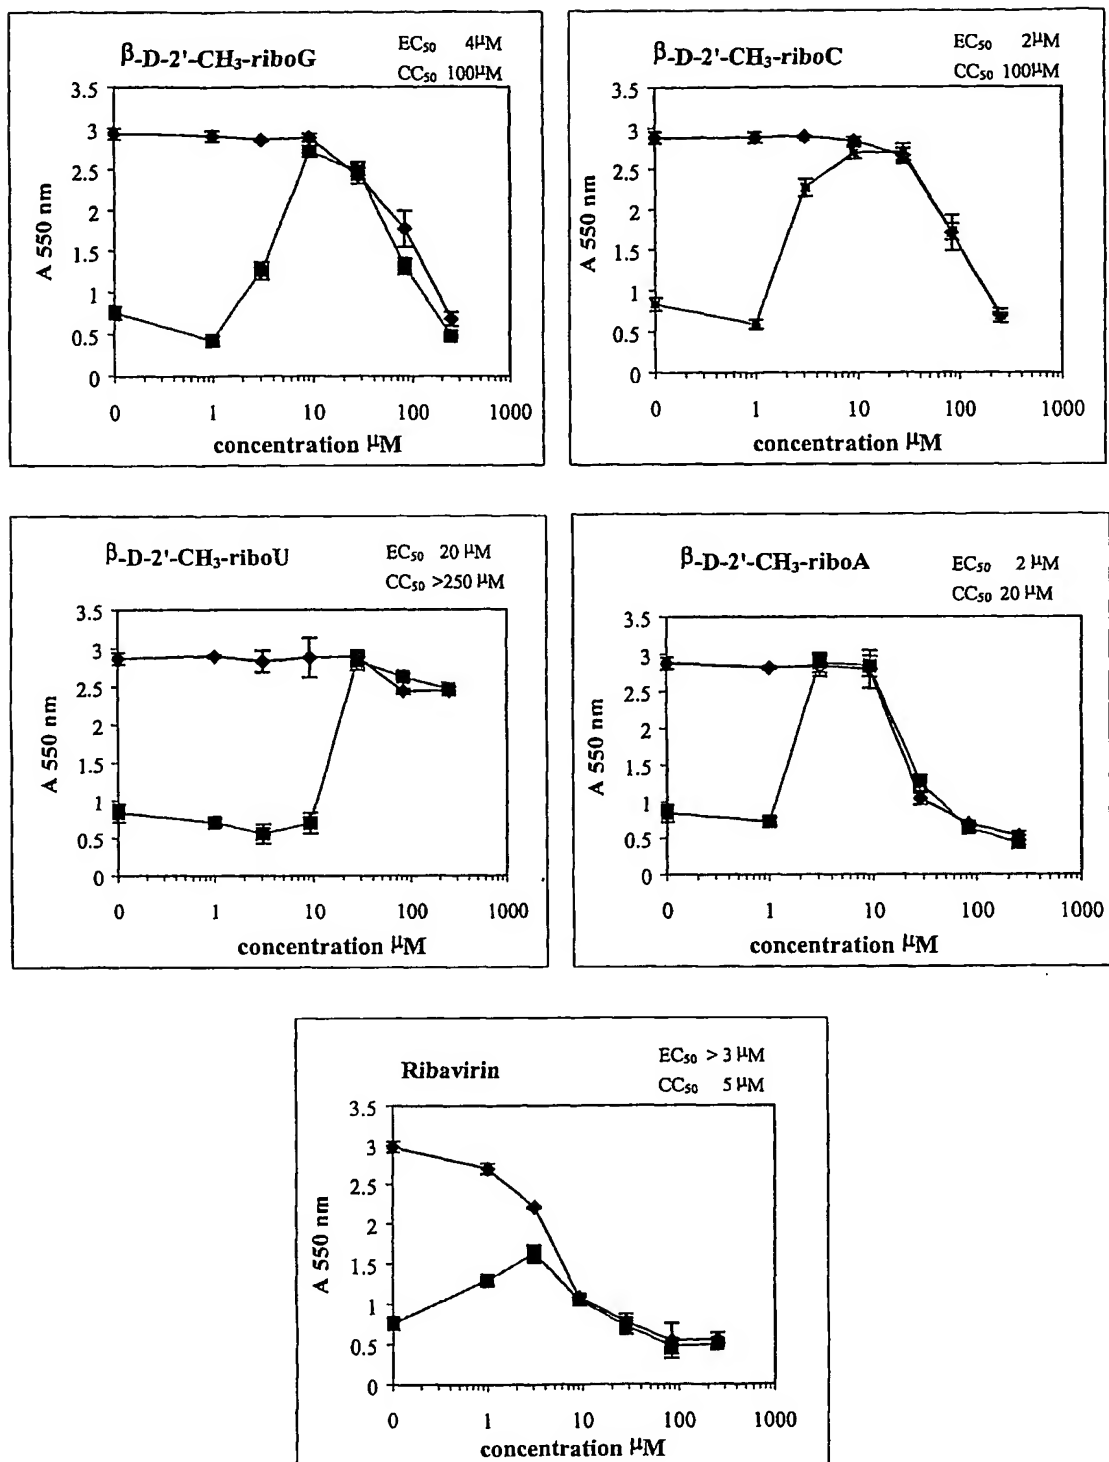 β-D-2'-CH₃-riboG
EC₅₀ 4μM
CC₅₀ 100μM
3.5
3
2.5
2
1.5
1
0.5
0
A 550 nm
0 1 10 100 1000
concentration μM
β-D-2'-CH₃-riboC
EC₅₀ 2μM
CC₅₀ 100μM
3.5
3
2.5
2
1.5
1
0.5
0
A 550 nm
0 1 10 100 1000
concentration μM
β-D-2'-CH₃-riboU
EC₅₀ 20 μM
CC₅₀ >250 μM
3.5
3
2.5
2
1.5
1
0.5
0
A 550 nm
0 1 10 100 1000
concentration μM
β-D-2'-CH₃-riboA
EC₅₀ 2 μM
CC₅₀ 20 μM
3.5
3
2.5
2
1.5
1
0.5
0
A 550 nm
0 1 10 100 1000
concentration μM
Ribavirin
EC₅₀ > 3 μM
CC₅₀ 5 μM
3.5
3
2.5
2
1.5
1
0.5
0
A 550 nm
0 1 10 100 1000
concentration μM